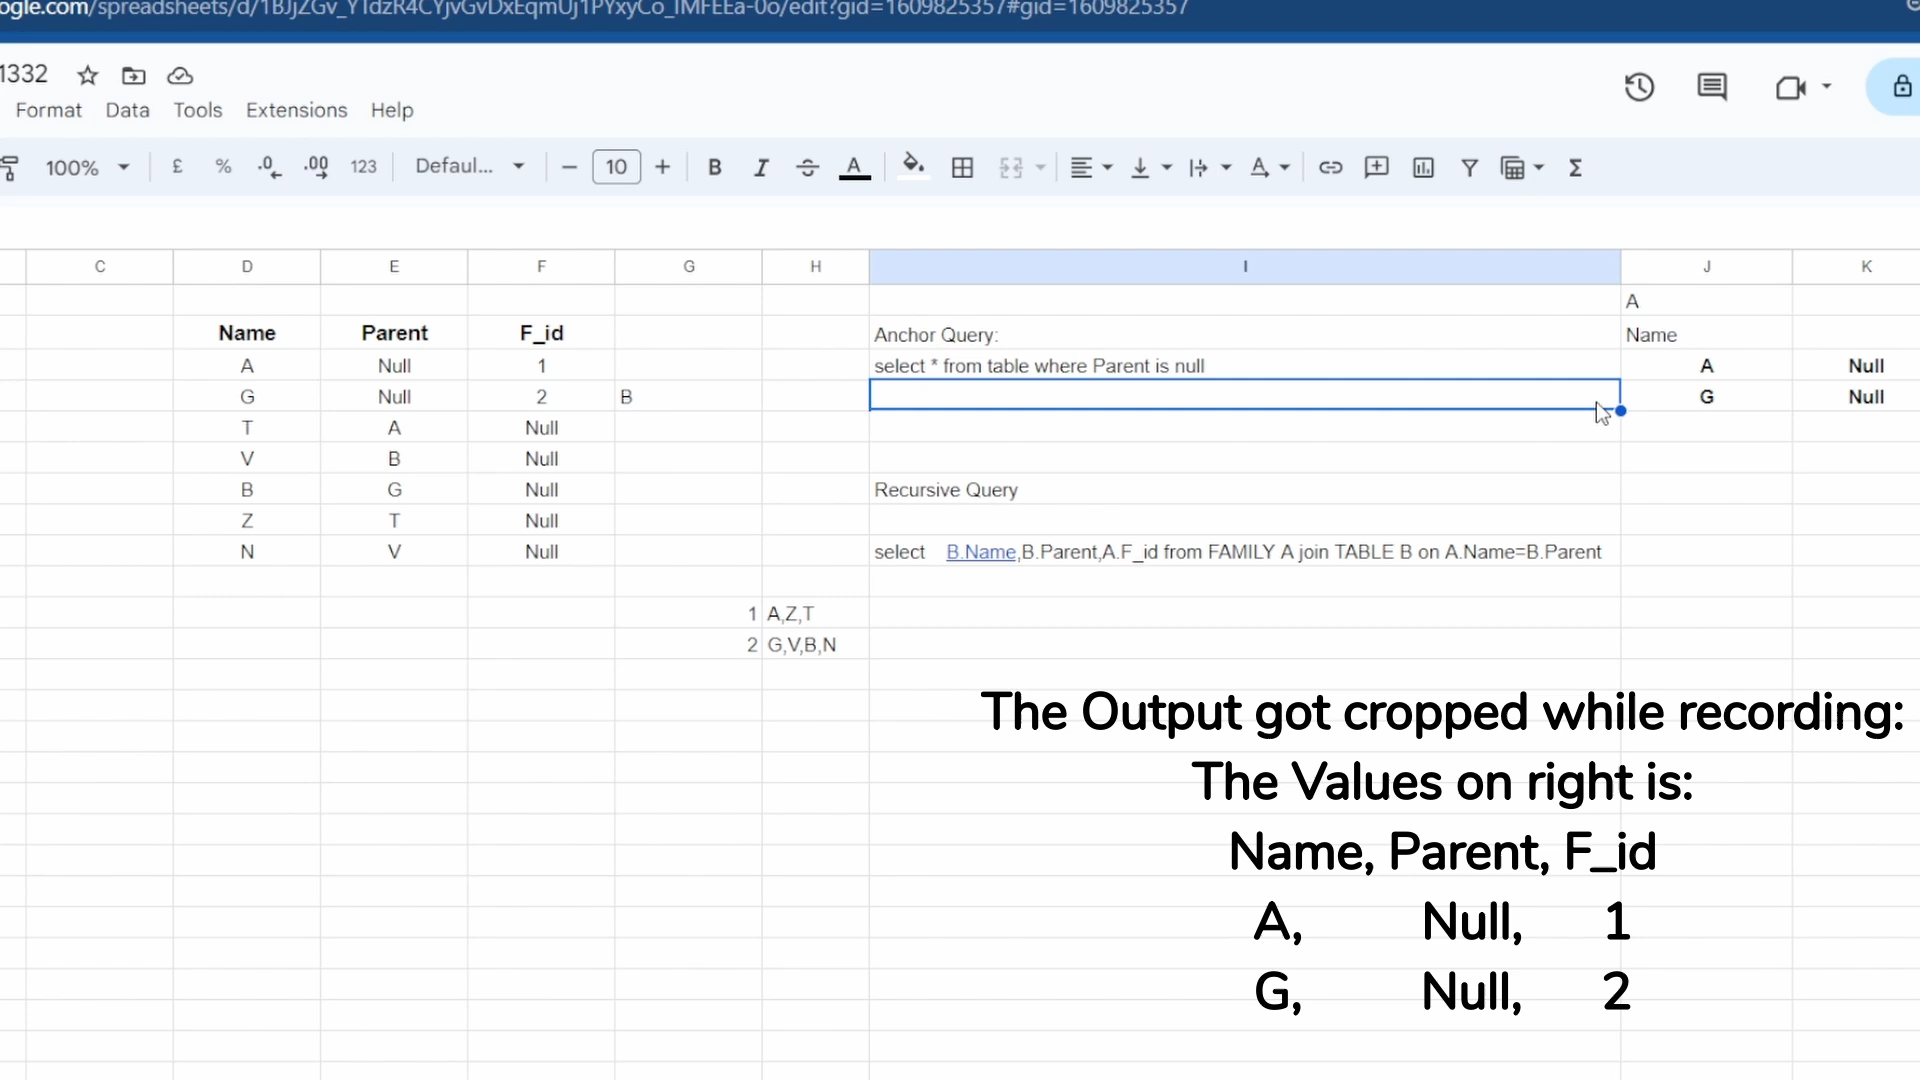 ogle.com/spreadsheets/d/1BJjZGv_YTdzR4CYjvGvDxEqmUj1PYxyCo_IMFEEa-0o/edit?gid=1609825357#gid=1609825357
1332
Format Data Tools Extensions Help
100% £ % .0 .00 123 Defaul... 10 B I A A Σ
C D E F G H I J K
A
Name Parent F_id Anchor Query: Name
A Null 1 select * from table where Parent is null A Null
G Null 2 B G Null
T A Null
V B Null
B G Null Recursive Query
Z T Null
N V Null select B.Name,B.Parent,A.F_id from FAMILY A join TABLE B on A.Name=B.Parent
1 A,Z,T
2 G,V,B,N
The Output got cropped while recording:
The Values on right is:
Name, Parent, F_id
A, Null, 1
G, Null, 2